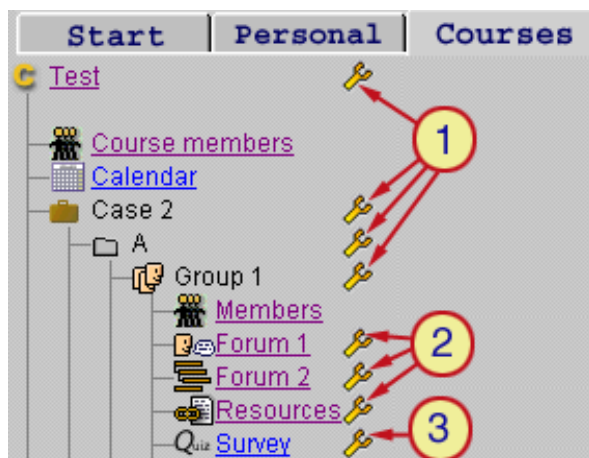 Start Personal Courses
C Test
1
Course members
Calendar
Case 2
A
Group 1
Members
Forum 1
2
Forum 2
Resources
Quiz Survey
3